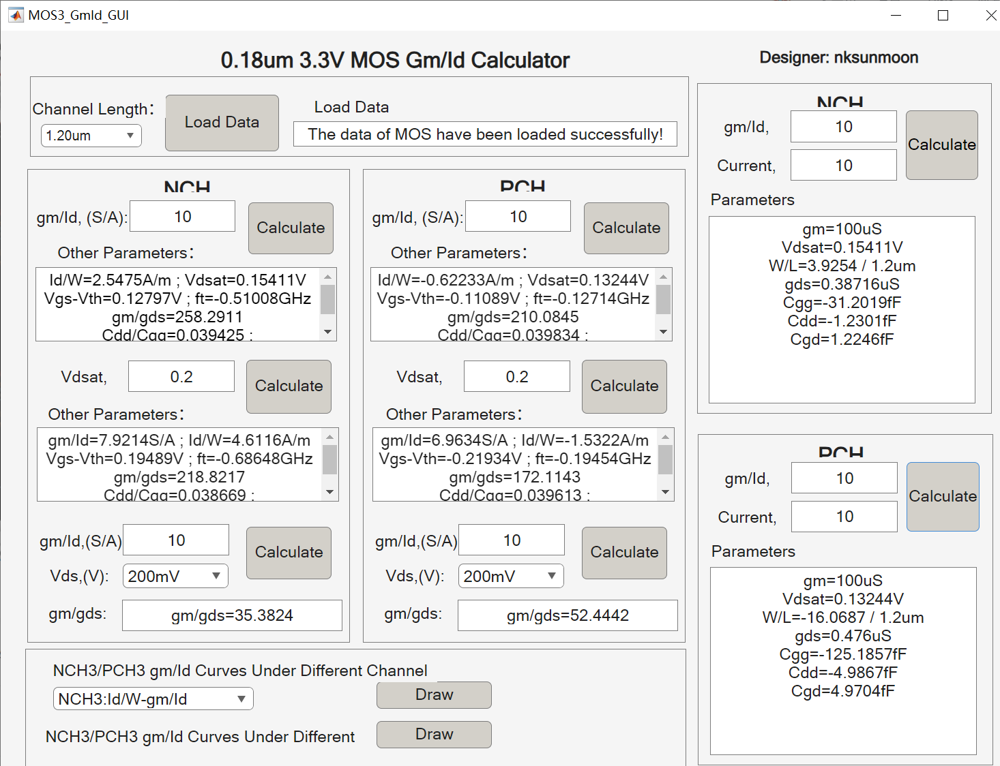 MOS3_GmId_GUI
0.18um 3.3V MOS Gm/Id Calculator
Designer: nksunmoon
Channel Length：
1.20um
Load Data
Load Data
The data of MOS have been loaded successfully!
NCH
gm/Id, (S/A):
10
Calculate
Other Parameters：
Id/W=2.5475A/m ; Vdsat=0.15411V
Vgs-Vth=0.12797V ; ft=-0.51008GHz
gm/gds=258.2911
Cdd/Cgg=0.039425 ;
Vdsat,
0.2
Calculate
Other Parameters：
gm/Id=7.9214S/A ; Id/W=4.6116A/m
Vgs-Vth=0.19489V ; ft=-0.68648GHz
gm/gds=218.8217
Cdd/Cgg=0.038669 ;
gm/Id,(S/A)
10
Calculate
Vds,(V):
200mV
gm/gds:
gm/gds=35.3824
PCH
gm/Id, (S/A):
10
Calculate
Other Parameters：
Id/W=-0.62233A/m ; Vdsat=0.13244V
Vgs-Vth=-0.11089V ; ft=-0.12714GHz
gm/gds=210.0845
Cdd/Cgg=0.039834 ;
Vdsat,
0.2
Calculate
Other Parameters：
gm/Id=6.9634S/A ; Id/W=-1.5322A/m
Vgs-Vth=-0.21934V ; ft=-0.19454GHz
gm/gds=172.1143
Cdd/Cgg=0.039613 ;
gm/Id,(S/A)
10
Calculate
Vds,(V):
200mV
gm/gds:
gm/gds=52.4442
NCH3/PCH3 gm/Id Curves Under Different Channel
NCH3:Id/W-gm/Id
Draw
NCH3/PCH3 gm/Id Curves Under Different
Draw
NCH
gm/Id,
10
Calculate
Current,
10
Parameters
gm=100uS
Vdsat=0.15411V
W/L=3.9254 / 1.2um
gds=0.38716uS
Cgg=-31.2019fF
Cdd=-1.2301fF
Cgd=1.2246fF
PCH
gm/Id,
10
Calculate
Current,
10
Parameters
gm=100uS
Vdsat=0.13244V
W/L=-16.0687 / 1.2um
gds=0.476uS
Cgg=-125.1857fF
Cdd=-4.9867fF
Cgd=4.9704fF